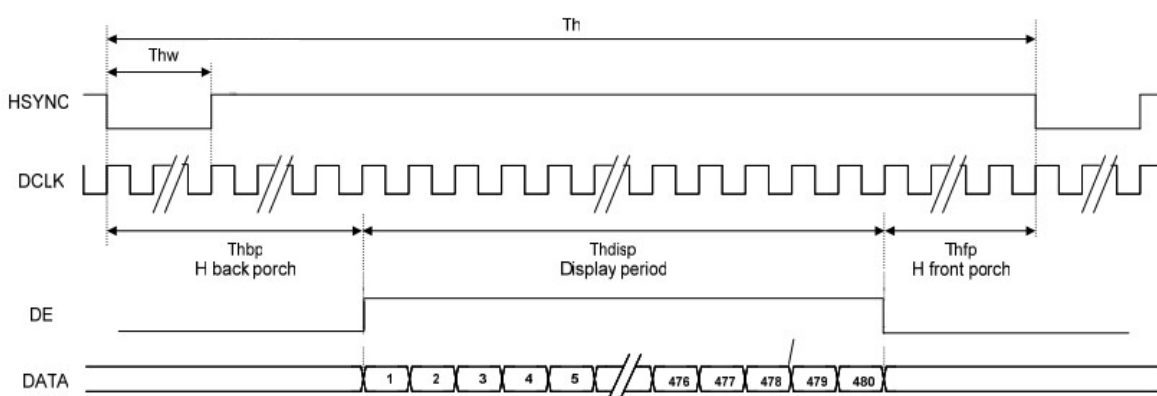 Th
Thw
HSYNC
DCLK
Thbp Thdisp Thfp
H back porch Display period H front porch
DE
DATA 1 2 3 4 5 476 477 478 479 480